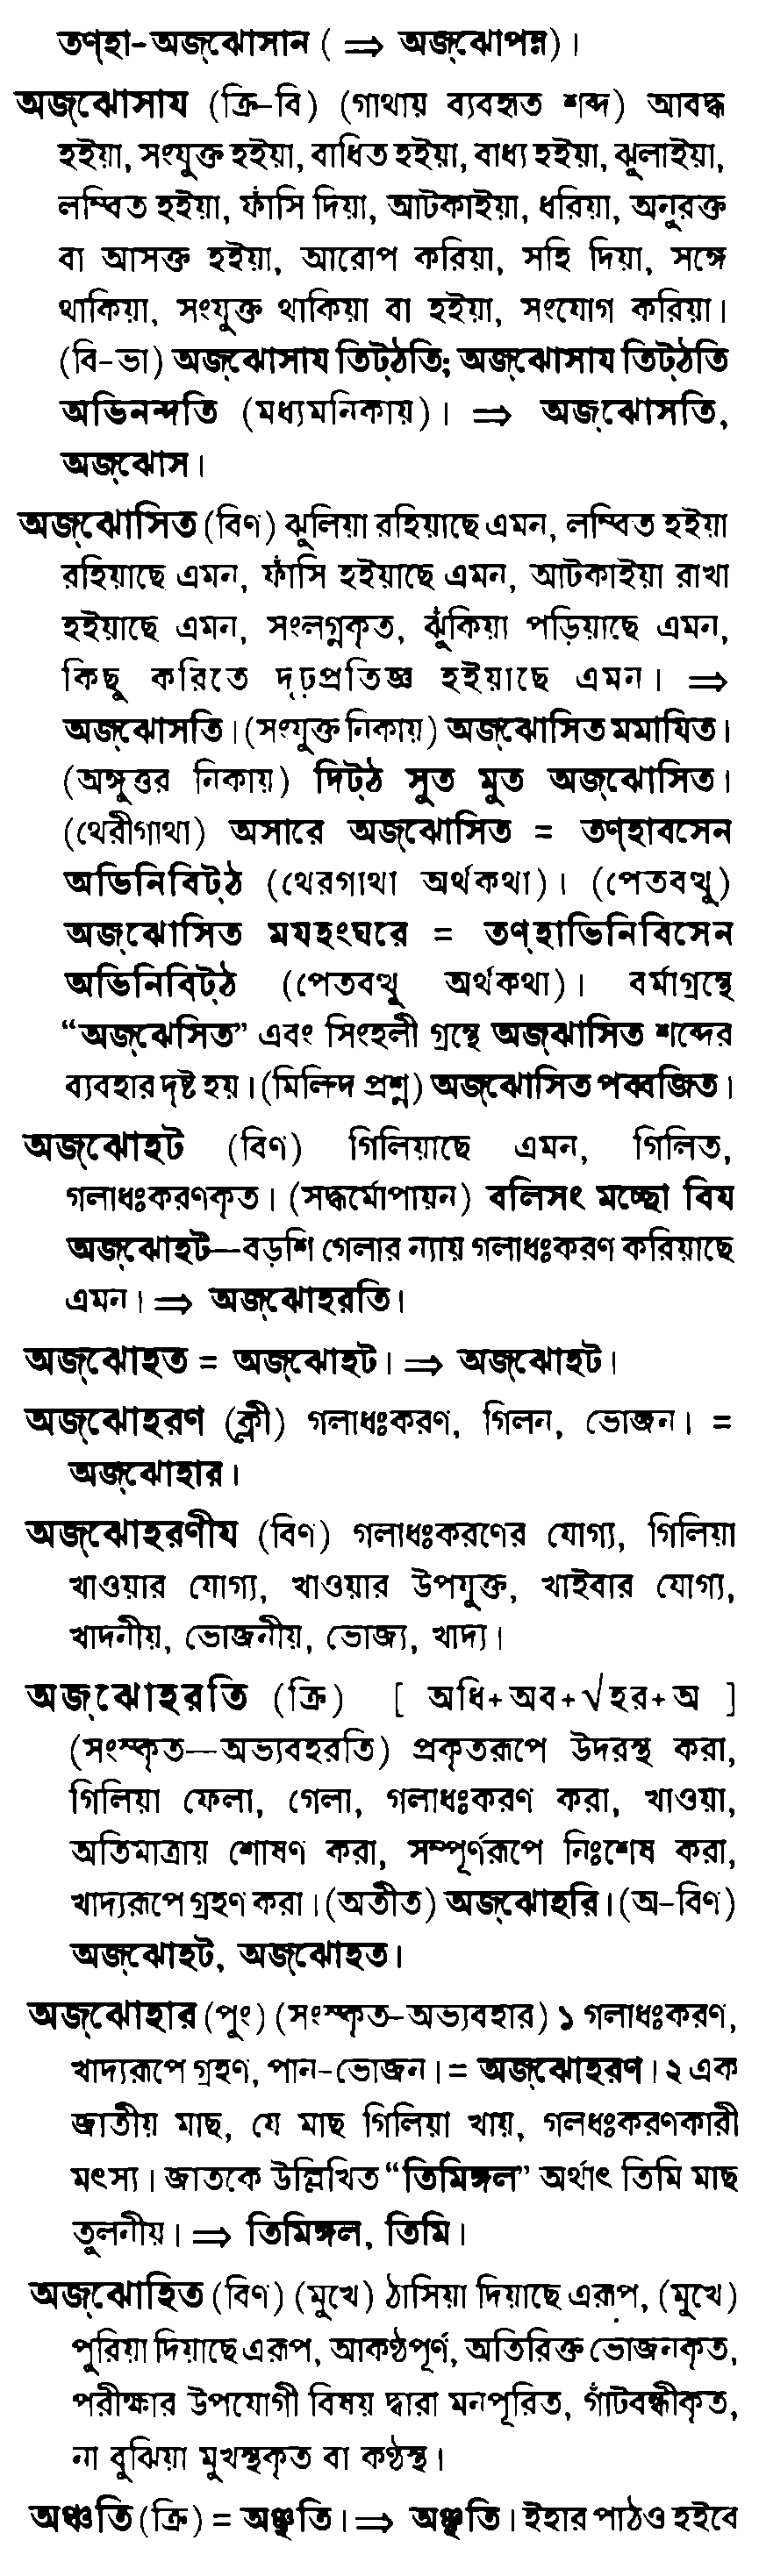 তণ্‌হা-অজ্‌ঝোসান ( ⇒ অজ্‌ঝোপন্ন)।
অজ্‌ঝোসায (ক্রি-বি) (গাথায় ব্যবহৃত শব্দ) আবদ্ধ
হইয়া, সংযুক্ত হইয়া, বাধিত হইয়া, বাধ্য হইয়া, ঝুলাইয়া,
লম্বিত হইয়া, ফাঁসি দিয়া, আটকাইয়া, ধরিয়া, অনুরক্ত
বা আসক্ত হইয়া, আরোপ করিয়া, সহি দিয়া, সঙ্গে
থাকিয়া, সংযুক্ত থাকিয়া বা হইয়া, সংযোগ করিয়া।
(বি-ভা) অজ্‌ঝোসায তিট্‌ঠতি; অজ্‌ঝোসায তিট্‌ঠতি
অভিনন্দতি (মধ্যমনিকায়)। ⇒ অজ্‌ঝোসতি,
অজ্‌ঝোস।
অজ্‌ঝোসিত (বিণ) ঝুলিয়া রহিয়াছে এমন, লম্বিত হইয়া
রহিয়াছে এমন, ফাঁসি হইয়াছে এমন, আটকাইয়া রাখা
হইয়াছে এমন, সংলগ্নকৃত, ঝুঁকিয়া পড়িয়াছে এমন,
কিছু করিতে দৃঢ়প্রতিজ্ঞ হইয়াছে এমন। ⇒
অজ্‌ঝোসতি। (সংযুক্ত নিকায়) অজ্‌ঝোসিত মমাযিত।
(অঙ্গুত্তর নিকায়) দিট্‌ঠ সুত মুত অজ্‌ঝোসিত।
(থেরীগাথা) অসারে অজ্‌ঝোসিত = তণ্‌হাবসেন
অভিনিবিট্‌ঠ (থেরগাথা অর্থকথা)। (পেতবত্থু)
অজ্‌ঝোসিত মযহংঘরে = তণ্‌হাভিনিবিসেন
অভিনিবিট্‌ঠ (পেতবত্থু অর্থকথা)। বর্মাগ্রন্থে
“অজ্‌ঝেসিত” এবং সিংহলী গ্রন্থে অজ্‌ঝাসিত শব্দের
ব্যবহার দৃষ্ট হয়। (মিলিন্দ প্রশ্ন) অজ্‌ঝোসিত পব্বজিত।
অজ্‌ঝোহট (বিণ) গিলিয়াছে এমন, গিলিত,
গলাধঃকরণকৃত। (সদ্ধর্মোপায়ন) বলিসং মচ্ছো বিয
অজ্‌ঝোহট—বড়শি গেলার ন্যায় গলাধঃকরণ করিয়াছে
এমন। ⇒ অজ্‌ঝোহরতি।
অজ্‌ঝোহত = অজ্‌ঝোহট। ⇒ অজ্‌ঝোহট।
অজ্‌ঝোহরণ (ক্লী) গলাধঃকরণ, গিলন, ভোজন। =
অজ্‌ঝোহার।
অজ্‌ঝোহরণীয (বিণ) গলাধঃকরণের যোগ্য, গিলিয়া
খাওয়ার যোগ্য, খাওয়ার উপযুক্ত, খাইবার যোগ্য,
খাদনীয়, ভোজনীয়, ভোজ্য, খাদ্য।
অজ্‌ঝোহরতি (ক্রি) [ অধি+অব+√হর+অ ]
(সংস্কৃত—অভ্যবহরতি) প্রকৃতরূপে উদরস্থ করা,
গিলিয়া ফেলা, গেলা, গলাধঃকরণ করা, খাওয়া,
অতিমাত্রায় শোষণ করা, সম্পূর্ণরূপে নিঃশেষ করা,
খাদ্যরূপে গ্রহণ করা। (অতীত) অজ্‌ঝোহরি। (অ-বিণ)
অজ্‌ঝোহট, অজ্‌ঝোহত।
অজ্‌ঝোহার (পুং) (সংস্কৃত-অভ্যবহার) ১ গলাধঃকরণ,
খাদ্যরূপে গ্রহণ, পান-ভোজন। = অজ্‌ঝোহরণ। ২ এক
জাতীয় মাছ, যে মাছ গিলিয়া খায়, গলধঃকরণকারী
মৎস্য। জাতকে উল্লিখিত “তিমিঙ্গল” অর্থাৎ তিমি মাছ
তুলনীয়। ⇒ তিমিঙ্গল, তিমি।
অজ্‌ঝোহিত (বিণ) (মুখে) ঠাসিয়া দিয়াছে এরূপ, (মুখে)
পুরিয়া দিয়াছে এরূপ, আকণ্ঠপূর্ণ, অতিরিক্ত ভোজনকৃত,
পরীক্ষার উপযোগী বিষয় দ্বারা মনপূরিত, গাঁটবন্ধীকৃত,
না বুঝিয়া মুখস্থকৃত বা কণ্ঠস্থ।
অঞ্চতি (ক্রি) = অঞ্ছতি। ⇒ অঞ্ছতি। ইহার পাঠও হইবে